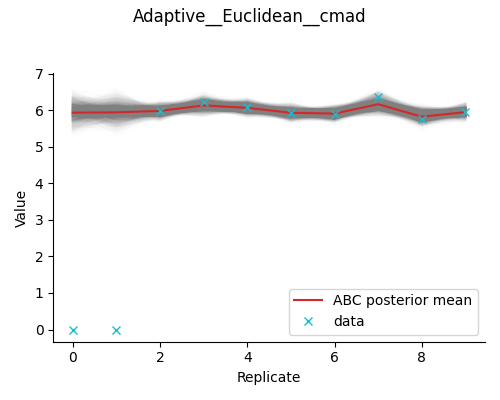 Adaptive__Euclidean__cmad
7
6
5
4
3
2
1
0
Value
0 2 4 6 8
Replicate
ABC posterior mean
data